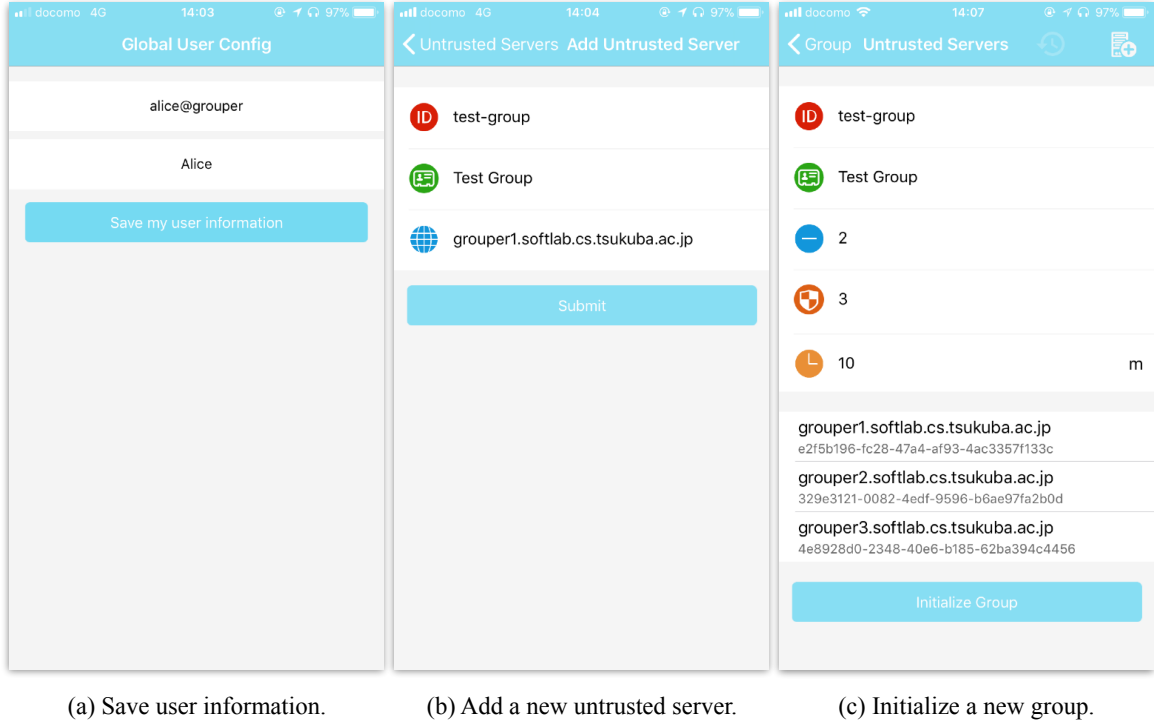 docomo 4G 14:03 97%
Global User Config
alice@grouper
Alice
Save my user information
(a) Save user information.
docomo 4G 14:04 97%
Untrusted Servers Add Untrusted Server
ID test-group
Test Group
grouper1.softlab.cs.tsukuba.ac.jp
Submit
(b) Add a new untrusted server.
docomo 14:07 97%
Group Untrusted Servers
ID test-group
Test Group
2
3
10 m
grouper1.softlab.cs.tsukuba.ac.jp
e2f5b196-fc28-47a4-af93-4ac3357f133c
grouper2.softlab.cs.tsukuba.ac.jp
329e3121-0082-4edf-9596-b6ae97fa2b0d
grouper3.softlab.cs.tsukuba.ac.jp
4e8928d0-2348-40e6-b185-62ba394c4456
Initialize Group
(c) Initialize a new group.